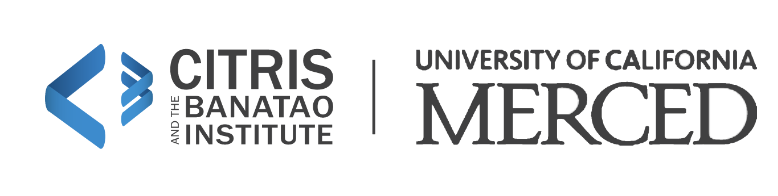 CITRIS
AND THE
BANATAO
INSTITUTE
UNIVERSITY OF CALIFORNIA
MERCED